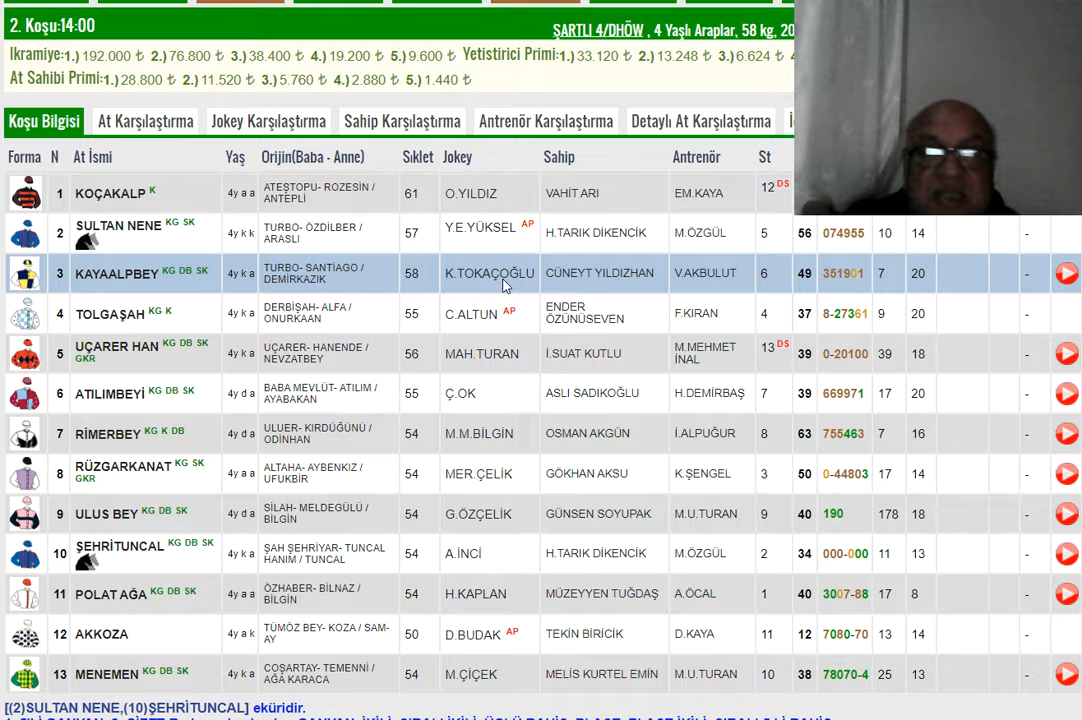 2. Koşu:14:00
ŞARTLI 4/DHÖW , 4 Yaşlı Araplar, 58 kg, 20
Ikramiye:1.) 192.000 ₺ 2.) 76.800 ₺ 3.) 38.400 ₺ 4.) 19.200 ₺ 5.) 9.600 ₺ Yetistirici Primi:1.) 33.120 ₺ 2.) 13.248 ₺ 3.) 6.624 ₺ 4
At Sahibi Primi:1.) 28.800 ₺ 2.) 11.520 ₺ 3.) 5.760 ₺ 4.) 2.880 ₺ 5.) 1.440 ₺
Koşu Bilgisi At Karşılaştırma Jokey Karşılaştırma Sahip Karşılaştırma Antrenör Karşılaştırma Detaylı At Karşılaştırma
Forma N At İsmi Yaş Orijin(Baba - Anne) Sıklet Jokey Sahip Antrenör St
1 KOÇAKALP K 4y a a ATEŞTOPU- ROZESİN / ANTEPLİ 61 O.YILDIZ VAHİT ARI EM.KAYA 12 DS
2 SULTAN NENE KG SK 4y k k TURBO- ÖZDİLBER / ARASLI 57 Y.E.YÜKSEL AP H.TARIK DİKENCİK M.ÖZGÜL 5 56 074955 10 14 -
3 KAYAALPBEY KG DB SK 4y k a TURBO- SANTİAGO / DEMİRKAZIK 58 K.TOKAÇOĞLU CÜNEYT YILDIZHAN V.AKBULUT 6 49 351901 7 20 -
4 TOLGAŞAH KG K 4y k a DERBİŞAH- ALFA / ONURKAAN 55 C.ALTUN AP ENDER ÖZÜNÜSEVEN F.KIRAN 4 37 8-27361 9 20 -
5 UÇARER HAN KG DB SK GKR 4y k a UÇARER- HANENDE / NEVZATBEY 56 MAH.TURAN İ.SUAT KUTLU M.MEHMET İNAL 13 DS 39 0-20100 39 18 -
6 ATILIMBEYİ KG DB SK 4y d a BABA MEVLÜT- ATILIM / AYABAKAN 55 Ç.OK ASLI SADIKOĞLU H.DEMİRBAŞ 7 39 669971 17 20 -
7 RİMERBEY KG K DB 4y d a ULUER- KIRDÜĞÜNÜ / ODİNHAN 54 M.M.BİLGİN OSMAN AKGÜN İ.ALPUĞUR 8 63 755463 7 16 -
8 RÜZGARKANAT KG SK GKR 4y a a ALTAHA- AYBENKIZ / UFUKBİR 54 MER.ÇELİK GÖKHAN AKSU K.ŞENGEL 3 50 0-44803 17 14 -
9 ULUS BEY KG DB SK 4y d a SİLAH- MELDEGÜLÜ / BİLGİN 54 G.ÖZÇELİK GÜNSEN SOYUPAK M.U.TURAN 9 40 190 178 18 -
10 ŞEHRİTUNCAL KG DB SK 4y k a ŞAH ŞEHRİYAR- TUNCAL HANIM / TUNCAL 54 A.İNCİ H.TARIK DİKENCİK M.ÖZGÜL 2 34 000-000 11 13 -
11 POLAT AĞA KG DB SK 4y a a ÖZHABER- BİLNAZ / BİLGİN 54 H.KAPLAN MÜZEYYEN TUĞDAŞ A.ÖCAL 1 40 3007-88 17 8 -
12 AKKOZA 4y a k TÜMÖZ BEY- KOZA / SAM-AY 50 D.BUDAK AP TEKİN BİRİCİK D.KAYA 11 12 7080-70 13 14 -
13 MENEMEN KG DB SK 4y k a COŞARTAY- TEMENNİ / AĞA KARACA 54 M.ÇİÇEK MELİS KURTEL EMİN M.U.TURAN 10 38 78070-4 25 13 -
[(2)SULTAN NENE,(10)ŞEHRİTUNCAL] eküridir.